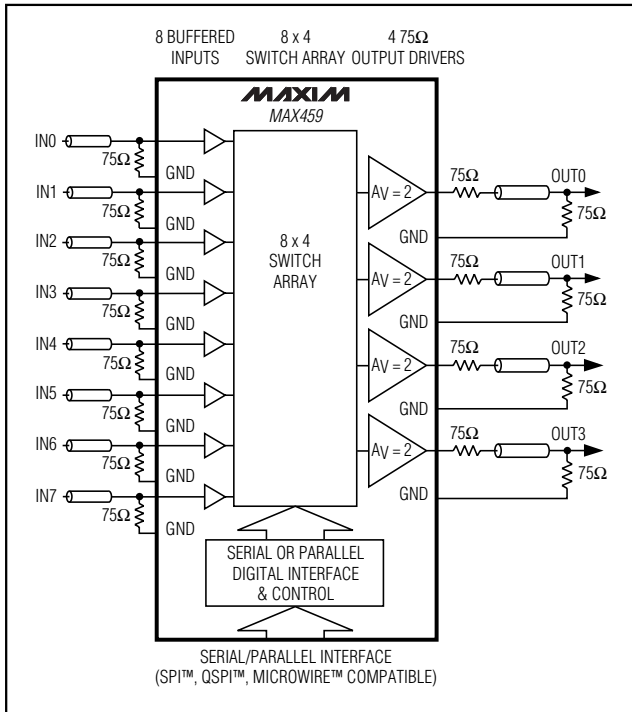 8 BUFFERED INPUTS
8 x 4 SWITCH ARRAY
4 75Ω OUTPUT DRIVERS
MAXIM
MAX459
IN0
75Ω
GND
IN1
75Ω
GND
IN2
75Ω
GND
IN3
75Ω
GND
IN4
75Ω
GND
IN5
75Ω
GND
IN6
75Ω
GND
IN7
75Ω
GND
8 x 4
SWITCH
ARRAY
AV = 2
75Ω
OUT0
75Ω
GND
AV = 2
75Ω
OUT1
75Ω
GND
AV = 2
75Ω
OUT2
75Ω
GND
AV = 2
75Ω
OUT3
75Ω
GND
SERIAL OR PARALLEL
DIGITAL INTERFACE
& CONTROL
SERIAL/PARALLEL INTERFACE
(SPI™, QSPI™, MICROWIRE™ COMPATIBLE)